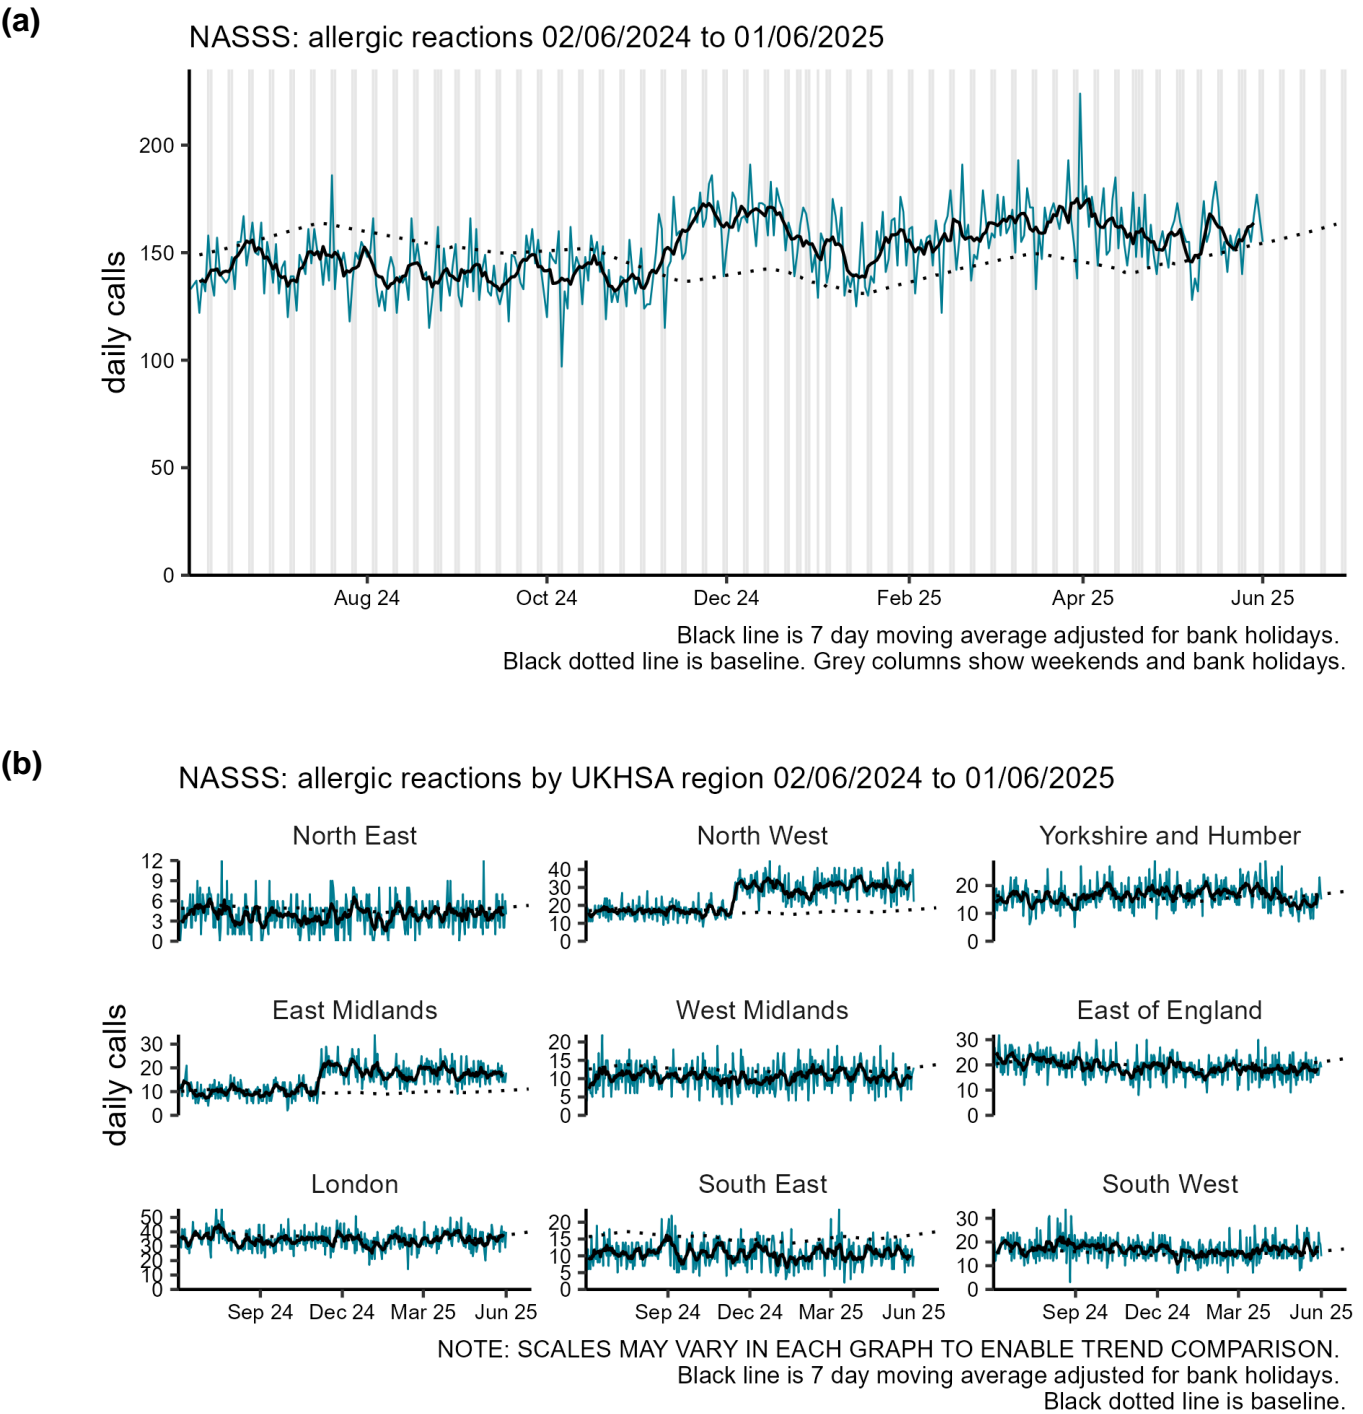 (a)
NASSS: allergic reactions 02/06/2024 to 01/06/2025
daily calls
200
150
100
50
0
Aug 24 Oct 24 Dec 24 Feb 25 Apr 25 Jun 25
Black line is 7 day moving average adjusted for bank holidays.
Black dotted line is baseline. Grey columns show weekends and bank holidays.
(b)
NASSS: allergic reactions by UKHSA region 02/06/2024 to 01/06/2025
daily calls
North East
12
9
6
3
0
North West
40
30
20
10
0
Yorkshire and Humber
20
10
0
East Midlands
30
20
10
0
West Midlands
20
15
10
5
0
East of England
30
20
10
0
London
50
40
30
20
10
0
Sep 24 Dec 24 Mar 25 Jun 25
South East
20
15
10
5
0
Sep 24 Dec 24 Mar 25 Jun 25
South West
30
20
10
0
Sep 24 Dec 24 Mar 25 Jun 25
NOTE: SCALES MAY VARY IN EACH GRAPH TO ENABLE TREND COMPARISON.
Black line is 7 day moving average adjusted for bank holidays.
Black dotted line is baseline.